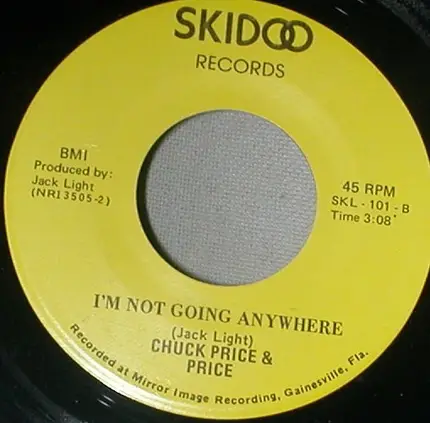 SKIDOO
RECORDS
BMI
Produced by:
Jack Light
(NR13505-2)
45 RPM
SKL - 101 - B
Time 3:08
I'M NOT GOING ANYWHERE
(Jack Light)
CHUCK PRICE &
PRICE
Recorded at Mirror Image Recording, Gainesville, Fla.